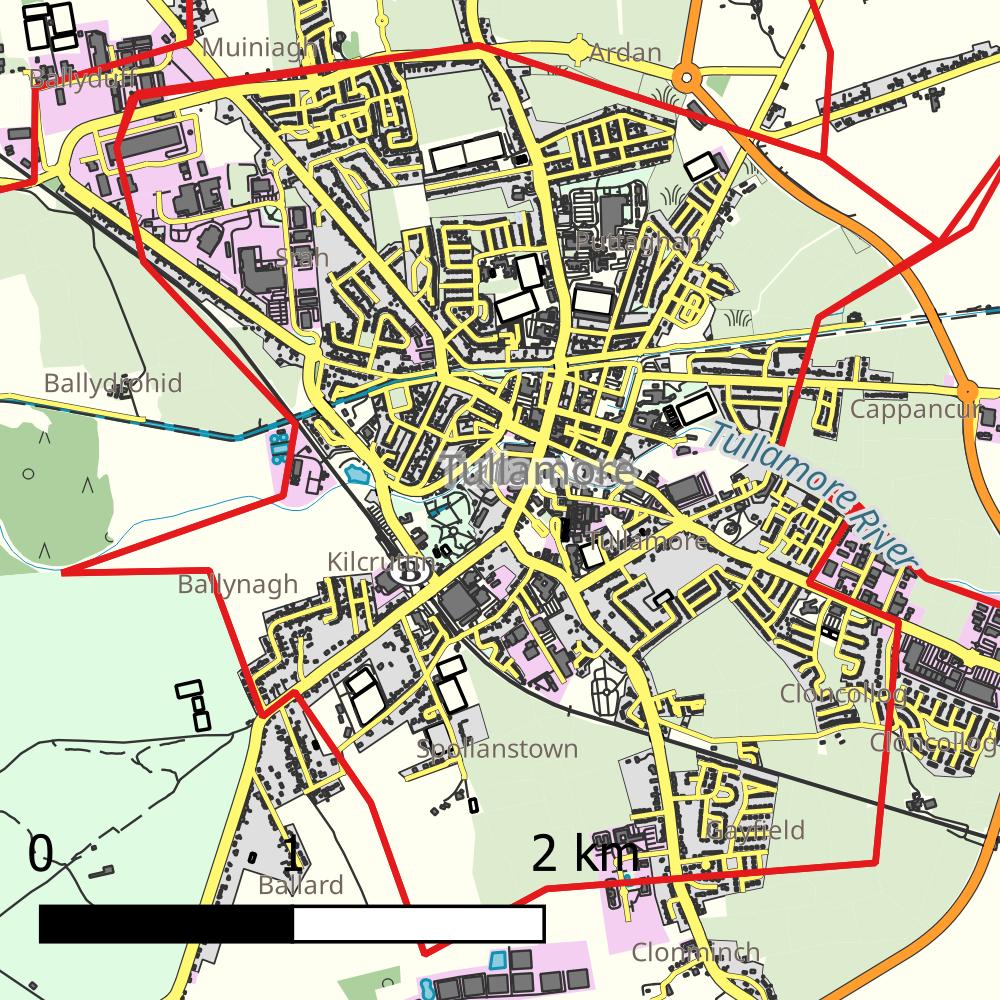 Muiniagh
Ardan
Ballyduff
Puttaghan
Srah
Ballydrohid
Cappancur
Tullamore River
Tullamore
Tullamore
Kilcruttin
B
Ballynagh
Cloncollog
Cloncollog
Spollanstown
Gayfield
0 1 2 km
Ballard
Clonminch